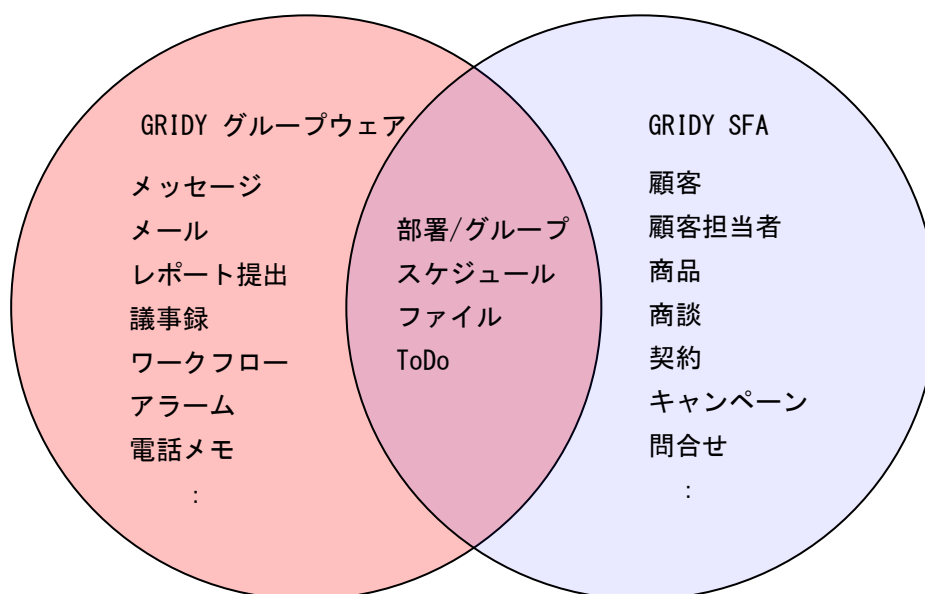 GRIDY グループウェア
メッセージ
メール
レポート提出
議事録
ワークフロー
アラーム
電話メモ
:
部署/グループ
スケジュール
ファイル
ToDo
GRIDY SFA
顧客
顧客担当者
商品
商談
契約
キャンペーン
問合せ
: